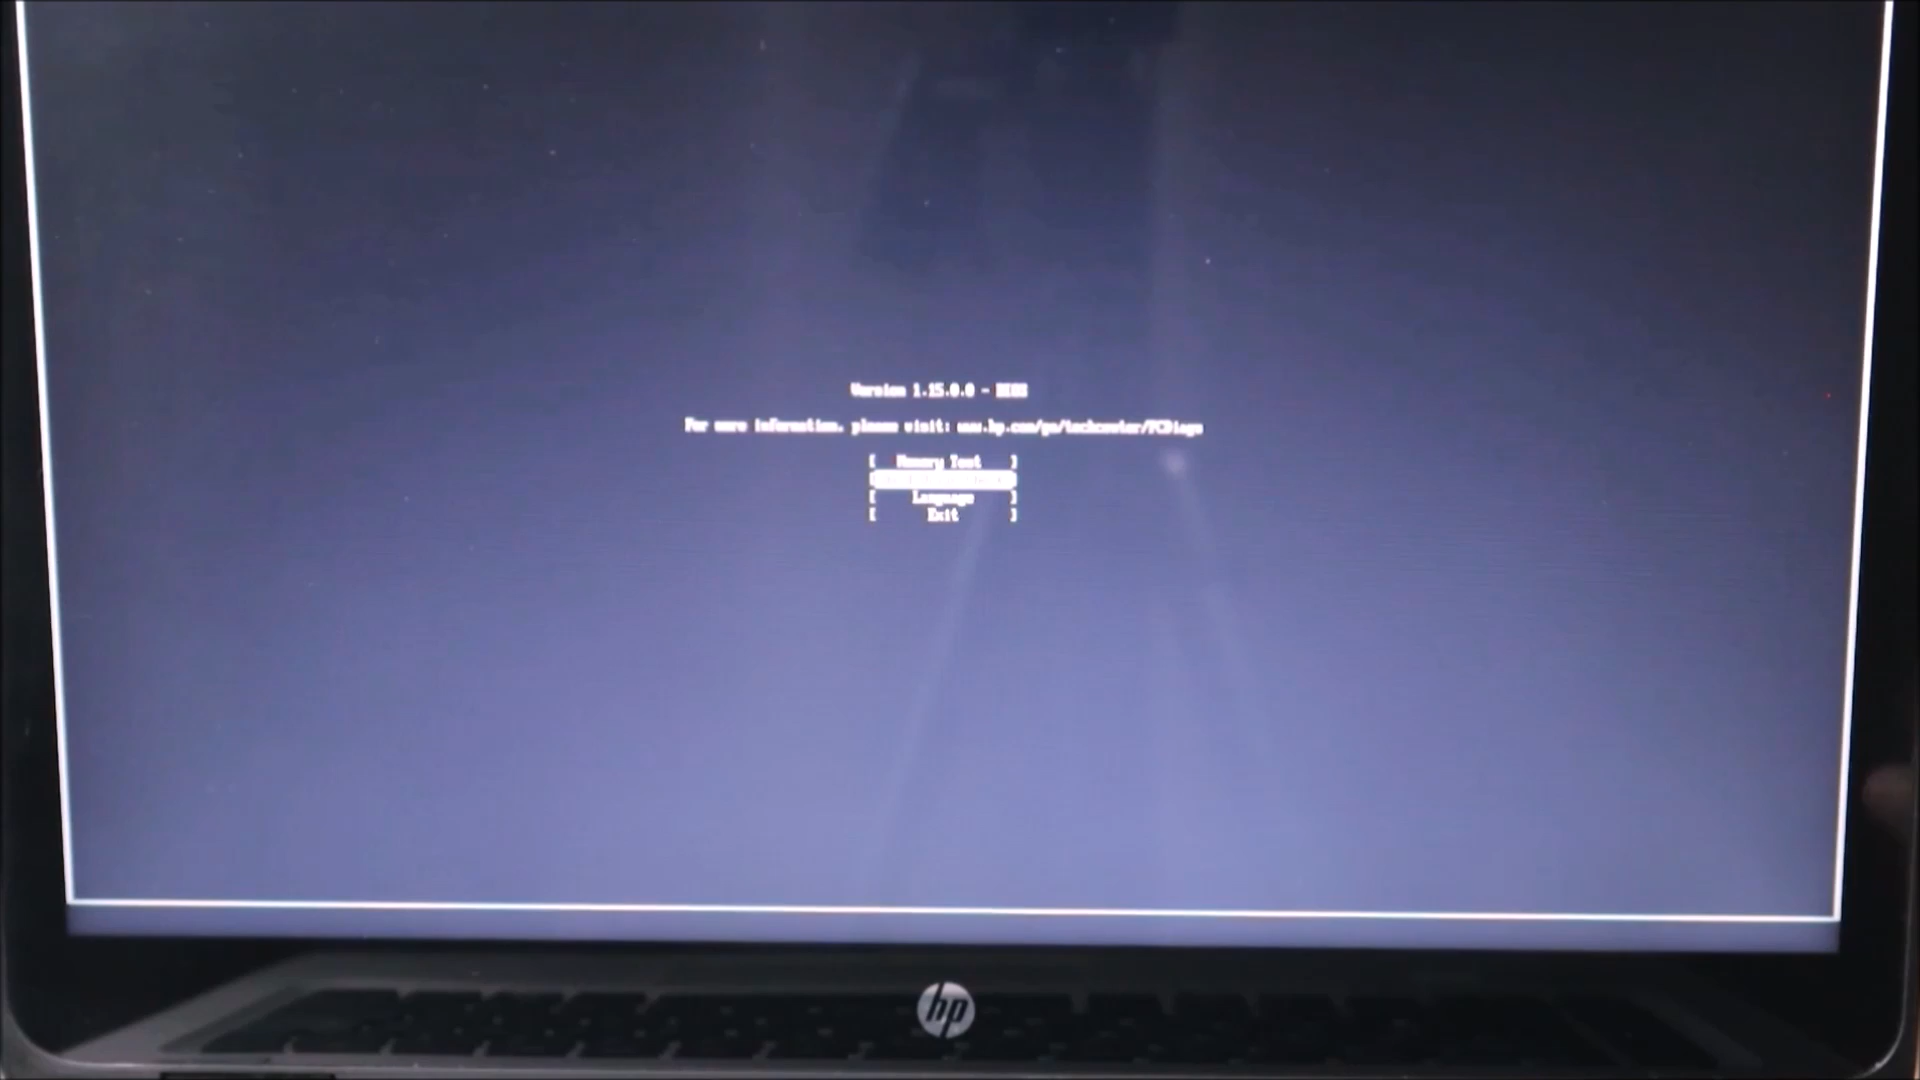 Version 1.15.0.0 - BIOS
For more information, please visit: www.hp.com/go/techcenter/PCDiags
[ Memory Test ]
[ Language ]
[ Exit ]
hp